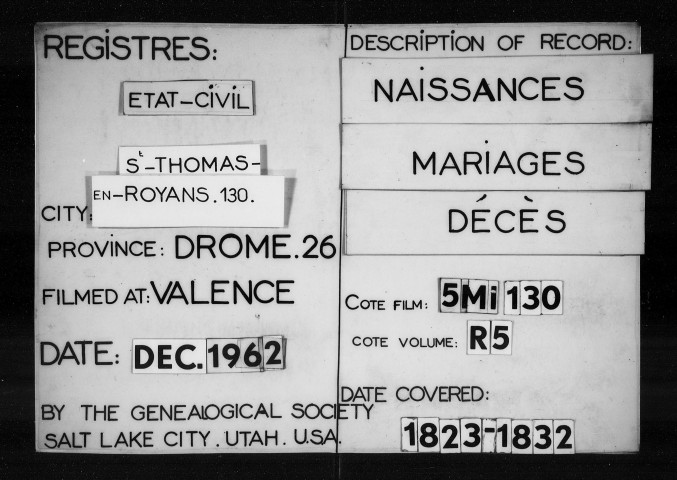 REGISTRES:
ETAT-CIVIL
St-THOMAS-
EN-ROYANS.130.
CITY:
PROVINCE: DROME.26
FILMED AT: VALENCE
DATE: DEC.1962
BY THE GENEALOGICAL SOCIETY
SALT LAKE CITY. UTAH. U.S.A.
DESCRIPTION OF RECORD:
NAISSANCES
MARIAGES
DÉCÈS
COTE FILM: 5Mi 130
COTE VOLUME: R5
DATE COVERED:
1823-1832